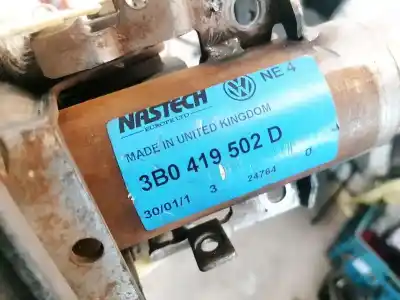 NASTECH
EUROPE LTD
NE 4
MADE IN UNITED KINGDOM
3B0 419 502 D
30/01/1 3 24764 0